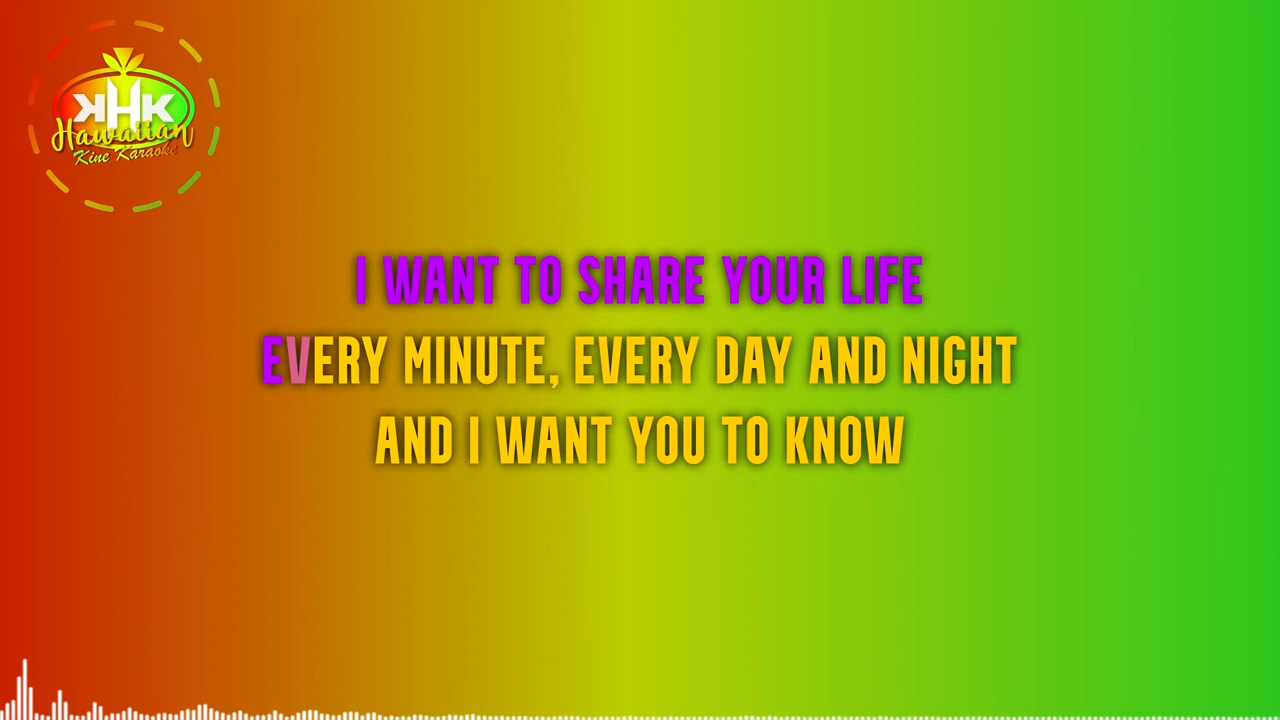 KHK
Hawaiian
Kine Karaoke
I WANT TO SHARE YOUR LIFE
EVERY MINUTE, EVERY DAY AND NIGHT
AND I WANT YOU TO KNOW